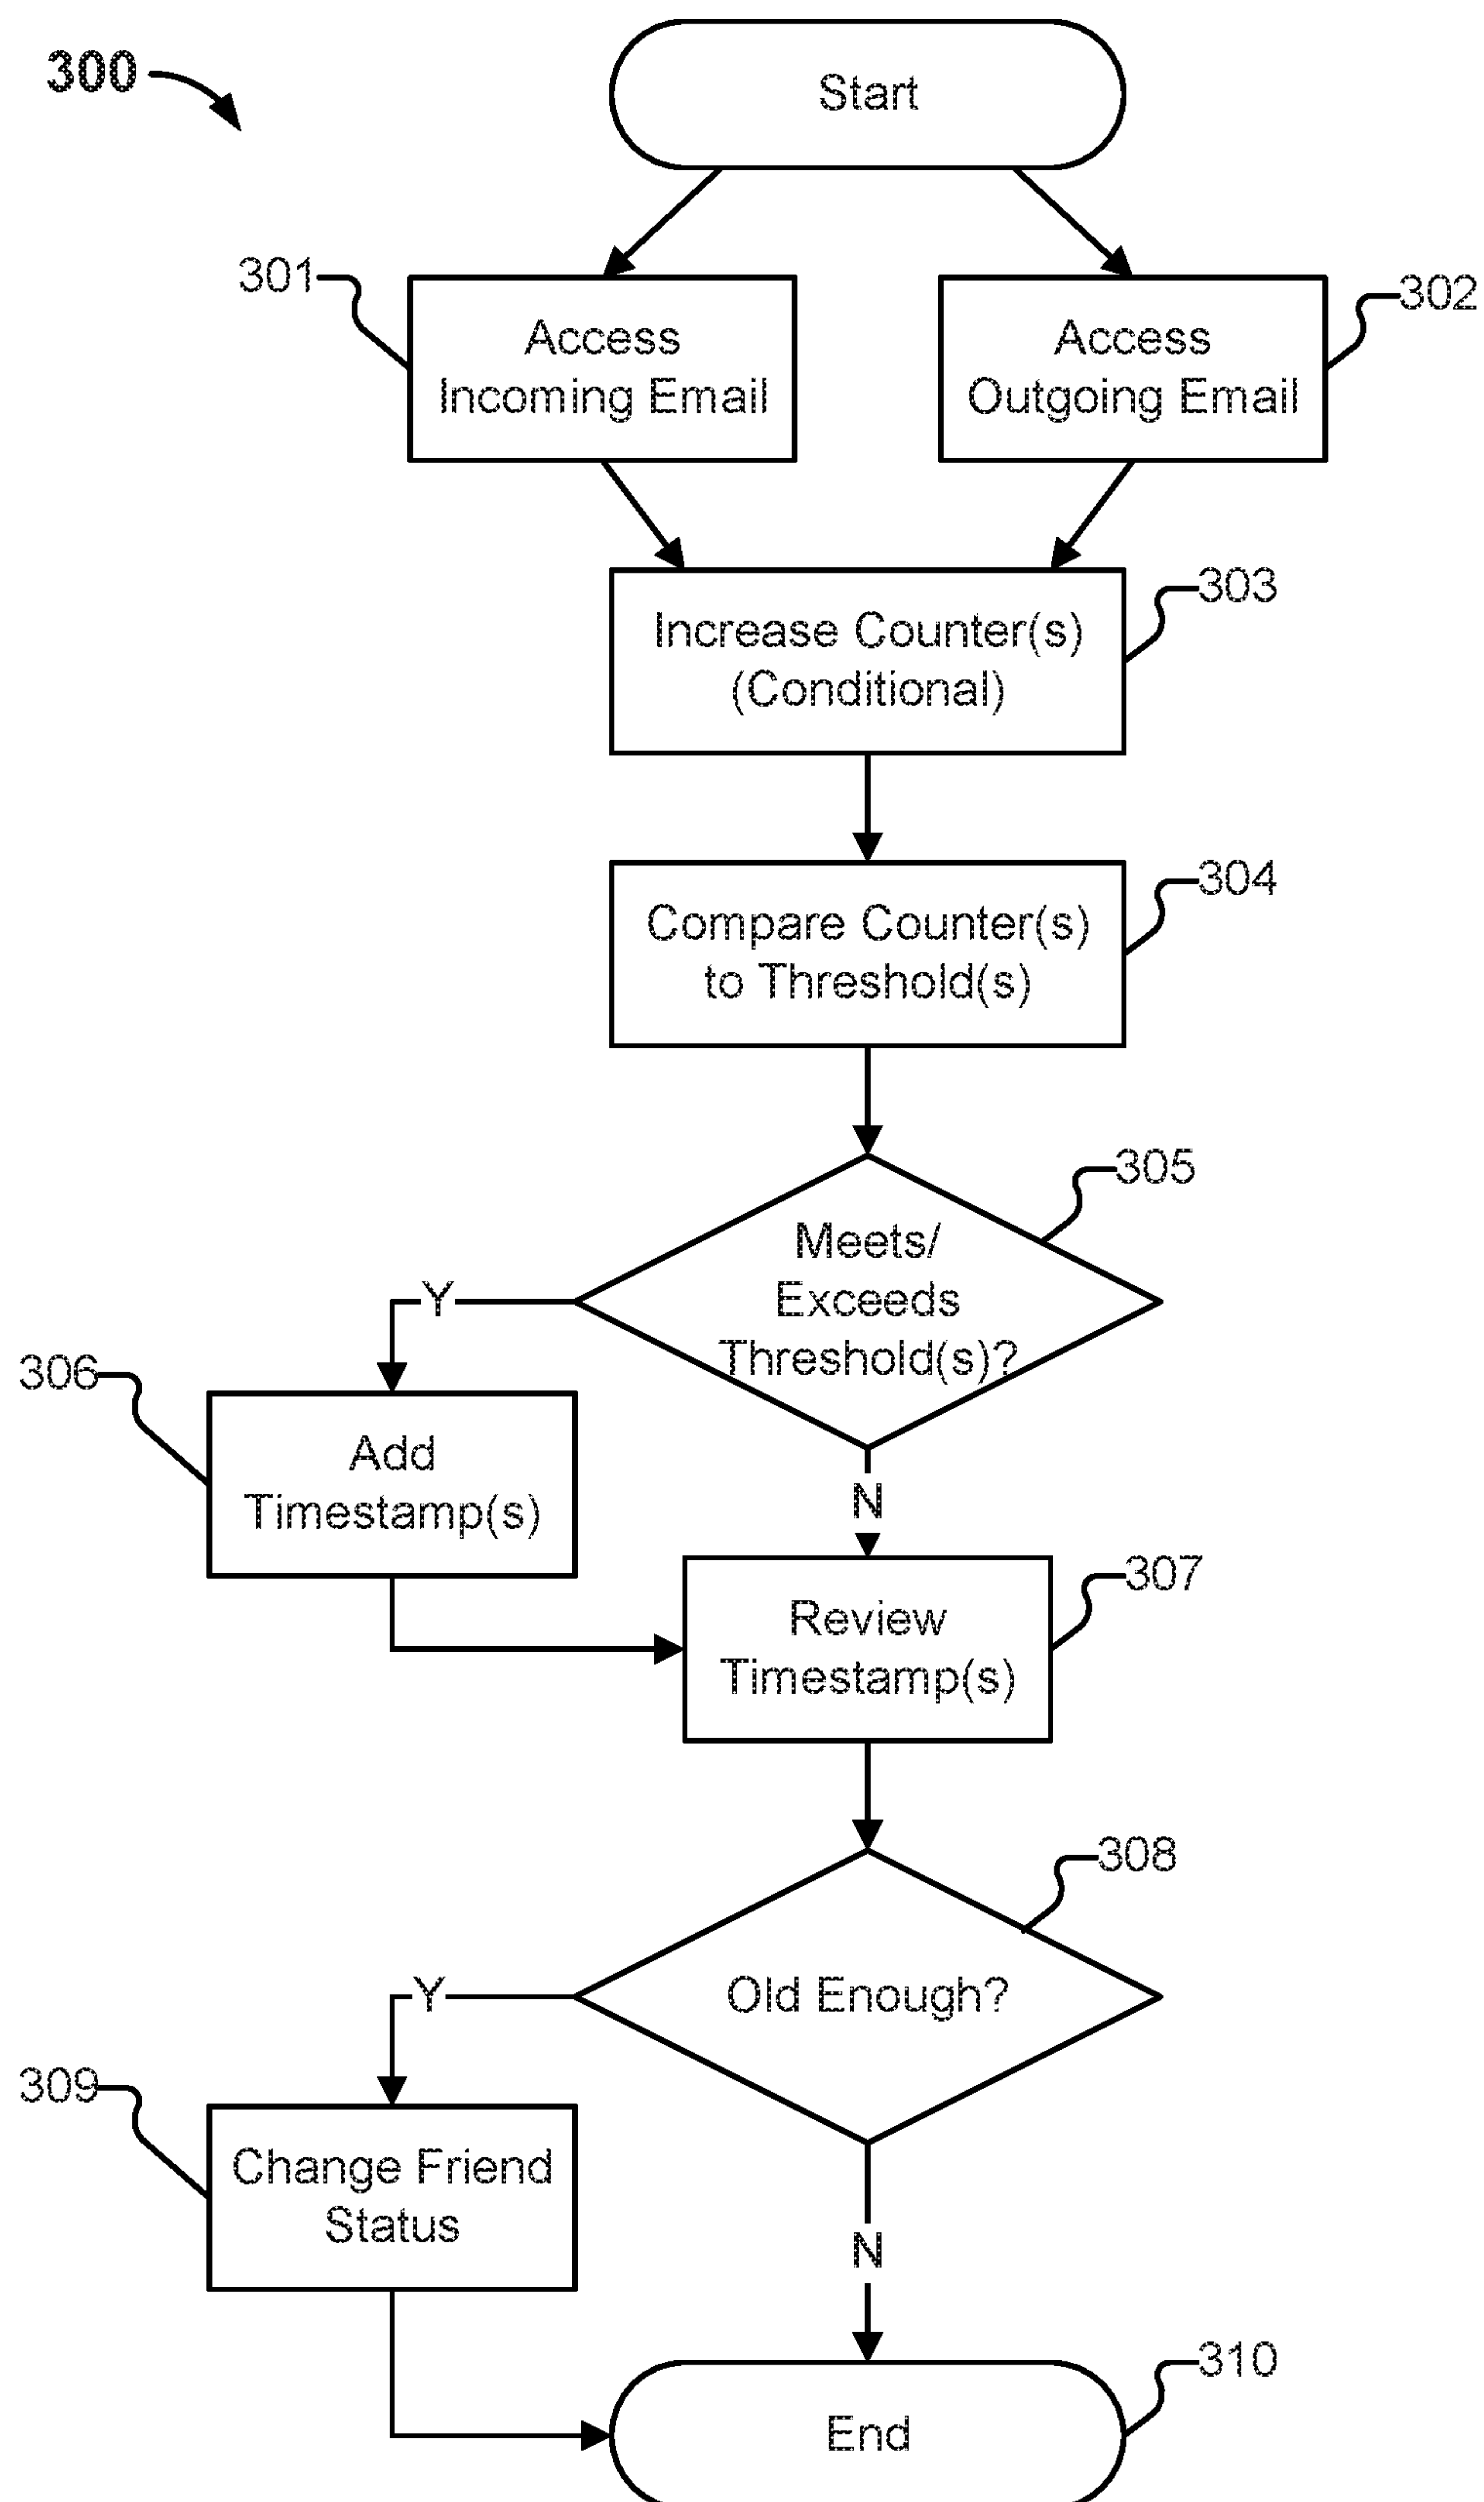 300
Start
301
302
Access
Incoming Email
Access
Outgoing Email
303
Increase Counter(s)
(Conditional)
304
Compare Counter(s)
to Threshold(s)
305
Meets/
Exceeds
Threshold(s)?
Y
306
Add
Timestamp(s)
N
307
Review
Timestamp(s)
308
Old Enough?
Y
309
Change Friend
Status
N
310
End